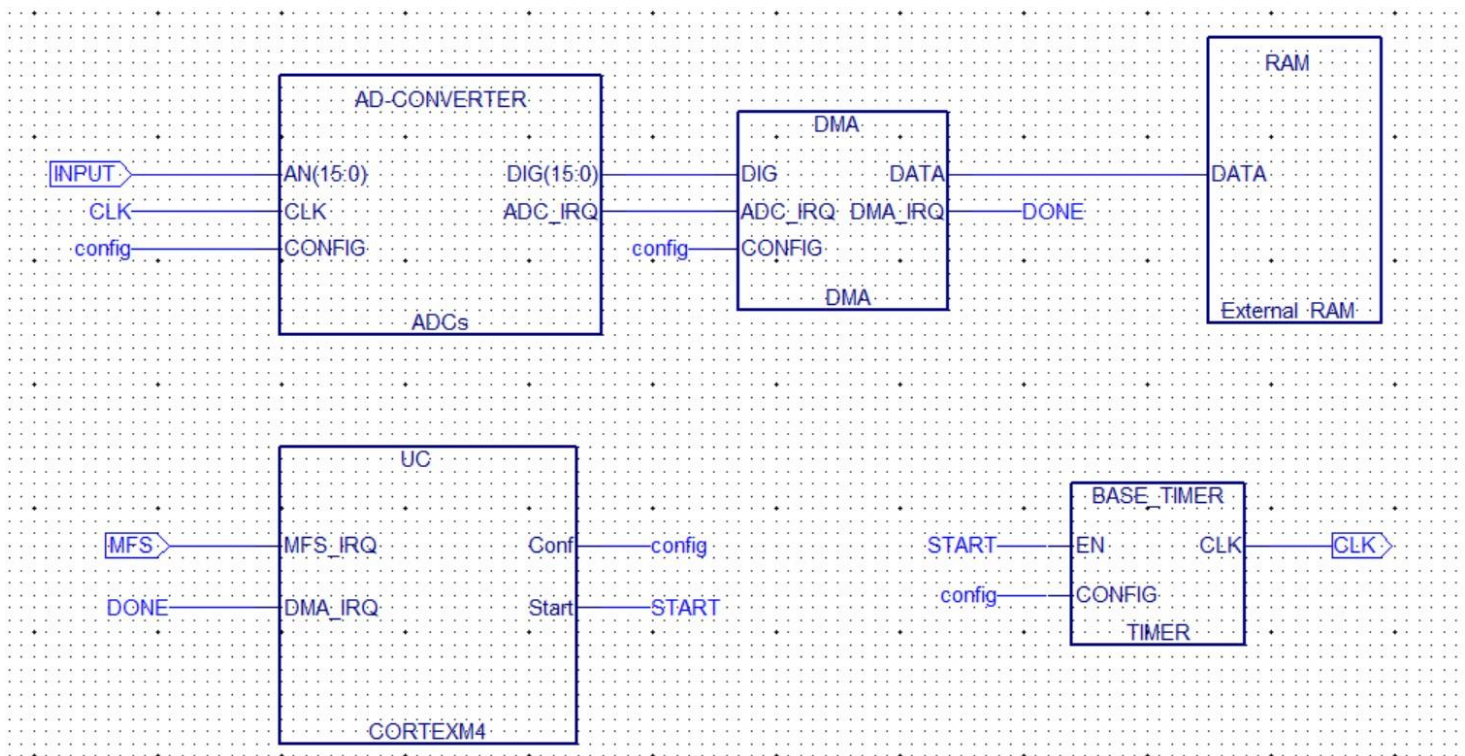 RAM
AD-CONVERTER
DMA
INPUT AN(15:0) DIG(15:0) DIG DATA DATA
CLK CLK ADC_IRQ ADC_IRQ DMA_IRQ DONE
config CONFIG config CONFIG
DMA
ADCs External RAM
UC
BASE_TIMER
MFS MFS_IRQ Conf config START EN CLK CLK
config CONFIG
DONE DMA_IRQ Start START
TIMER
CORTEXM4